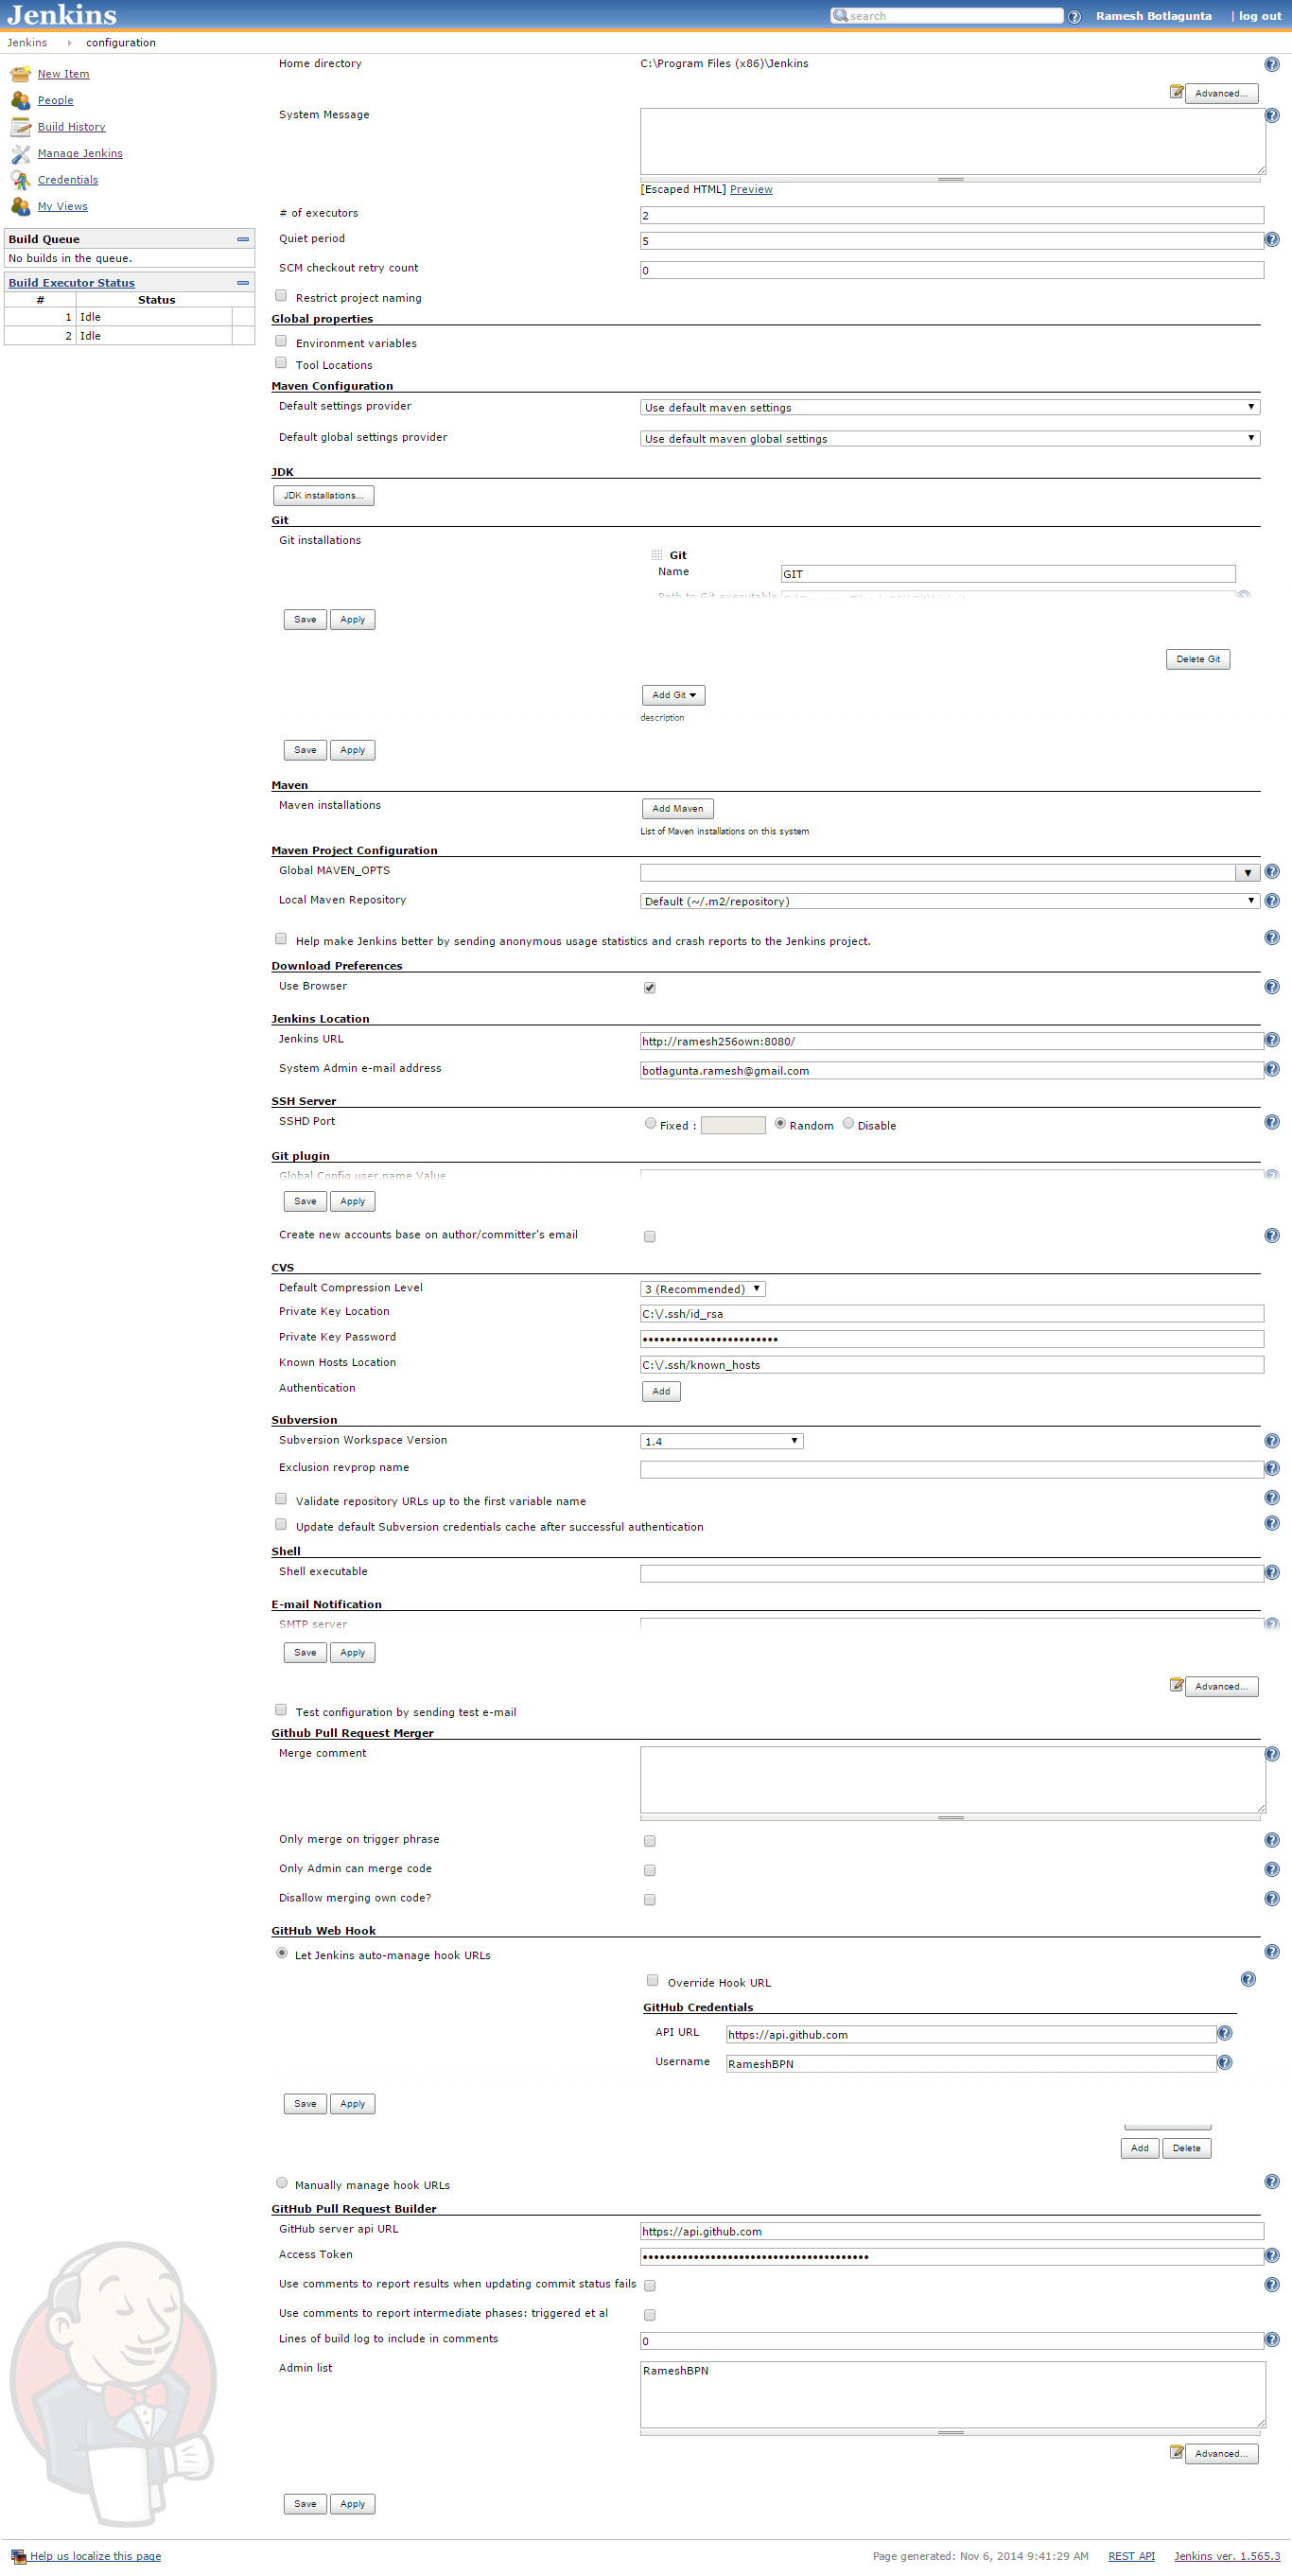 Jenkins
search
Ramesh Botlagunta | log out
Jenkins configuration
New Item
People
Build History
Manage Jenkins
Credentials
My Views
Build Queue
No builds in the queue.
Build Executor Status
# Status
1 Idle
2 Idle
Home directory C:\Program Files (x86)\Jenkins
Advanced...
System Message
[Escaped HTML] Preview
# of executors 2
Quiet period 5
SCM checkout retry count 0
Restrict project naming
Global properties
Environment variables
Tool Locations
Maven Configuration
Default settings provider Use default maven settings
Default global settings provider Use default maven global settings
JDK
JDK installations...
Git
Git installations
Git
Name GIT
Path to Git executable
Save Apply
Delete Git
Add Git
description
Save Apply
Maven
Maven installations Add Maven
List of Maven installations on this system
Maven Project Configuration
Global MAVEN_OPTS
Local Maven Repository Default (~/.m2/repository)
Help make Jenkins better by sending anonymous usage statistics and crash reports to the Jenkins project.
Download Preferences
Use Browser
Jenkins Location
Jenkins URL http://ramesh256own:8080/
System Admin e-mail address botlagunta.ramesh@gmail.com
SSH Server
SSHD Port Fixed : Random Disable
Git plugin
Global Config user.name Value
Save Apply
Create new accounts base on author/committer's email
CVS
Default Compression Level 3 (Recommended)
Private Key Location C:\/.ssh/id_rsa
Private Key Password ••••••••••••••••••••••••
Known Hosts Location C:\/.ssh/known_hosts
Authentication Add
Subversion
Subversion Workspace Version 1.4
Exclusion revprop name
Validate repository URLs up to the first variable name
Update default Subversion credentials cache after successful authentication
Shell
Shell executable
E-mail Notification
SMTP server
Save Apply
Advanced...
Test configuration by sending test e-mail
Github Pull Request Merger
Merge comment
Only merge on trigger phrase
Only Admin can merge code
Disallow merging own code?
GitHub Web Hook
Let Jenkins auto-manage hook URLs
Override Hook URL
GitHub Credentials
API URL https://api.github.com
Username RameshBPN
Save Apply
Add Delete
Manually manage hook URLs
GitHub Pull Request Builder
GitHub server api URL https://api.github.com
Access Token ••••••••••••••••••••••••••••••••••••••••
Use comments to report results when updating commit status fails
Use comments to report intermediate phases: triggered et al
Lines of build log to include in comments 0
Admin list RameshBPN
Advanced...
Save Apply
Help us localize this page
Page generated: Nov 6, 2014 9:41:29 AM REST API Jenkins ver. 1.565.3